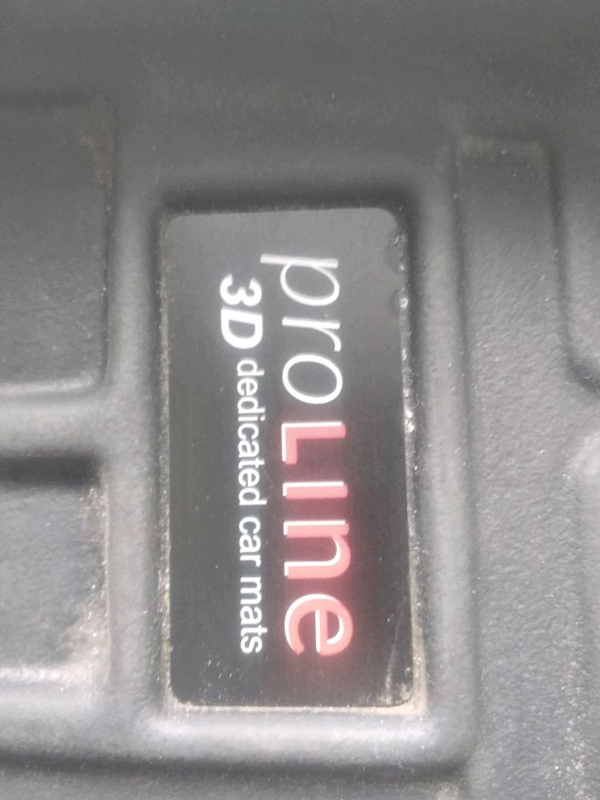 proLIne
3D dedicated car mats